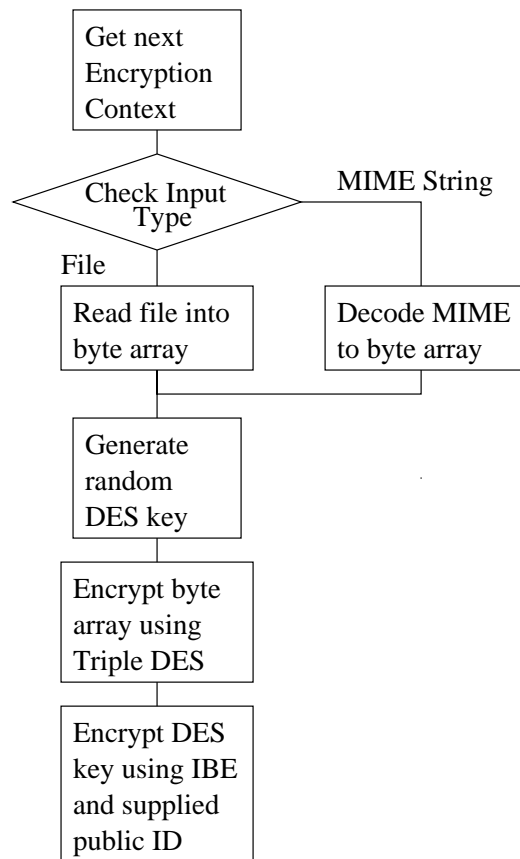 Get next
Encryption
Context
Check Input
Type
MIME String
File
Read file into
byte array
Decode MIME
to byte array
Generate
random
DES key
Encrypt byte
array using
Triple DES
Encrypt DES
key using IBE
and supplied
public ID